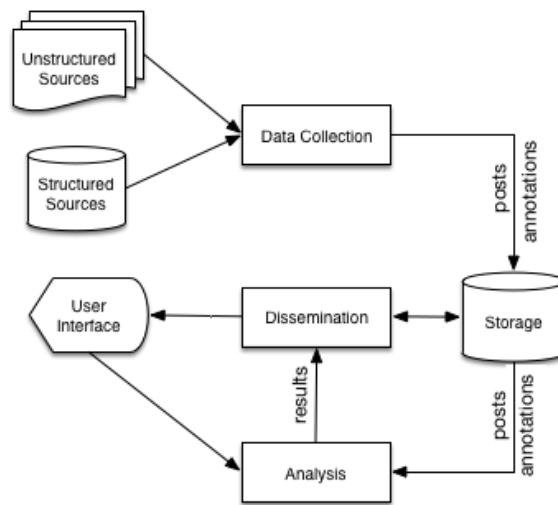 Unstructured
Sources
Data Collection
Structured
Sources
posts
annotations
User
Interface
Dissemination
Storage
results
posts
annotations
Analysis